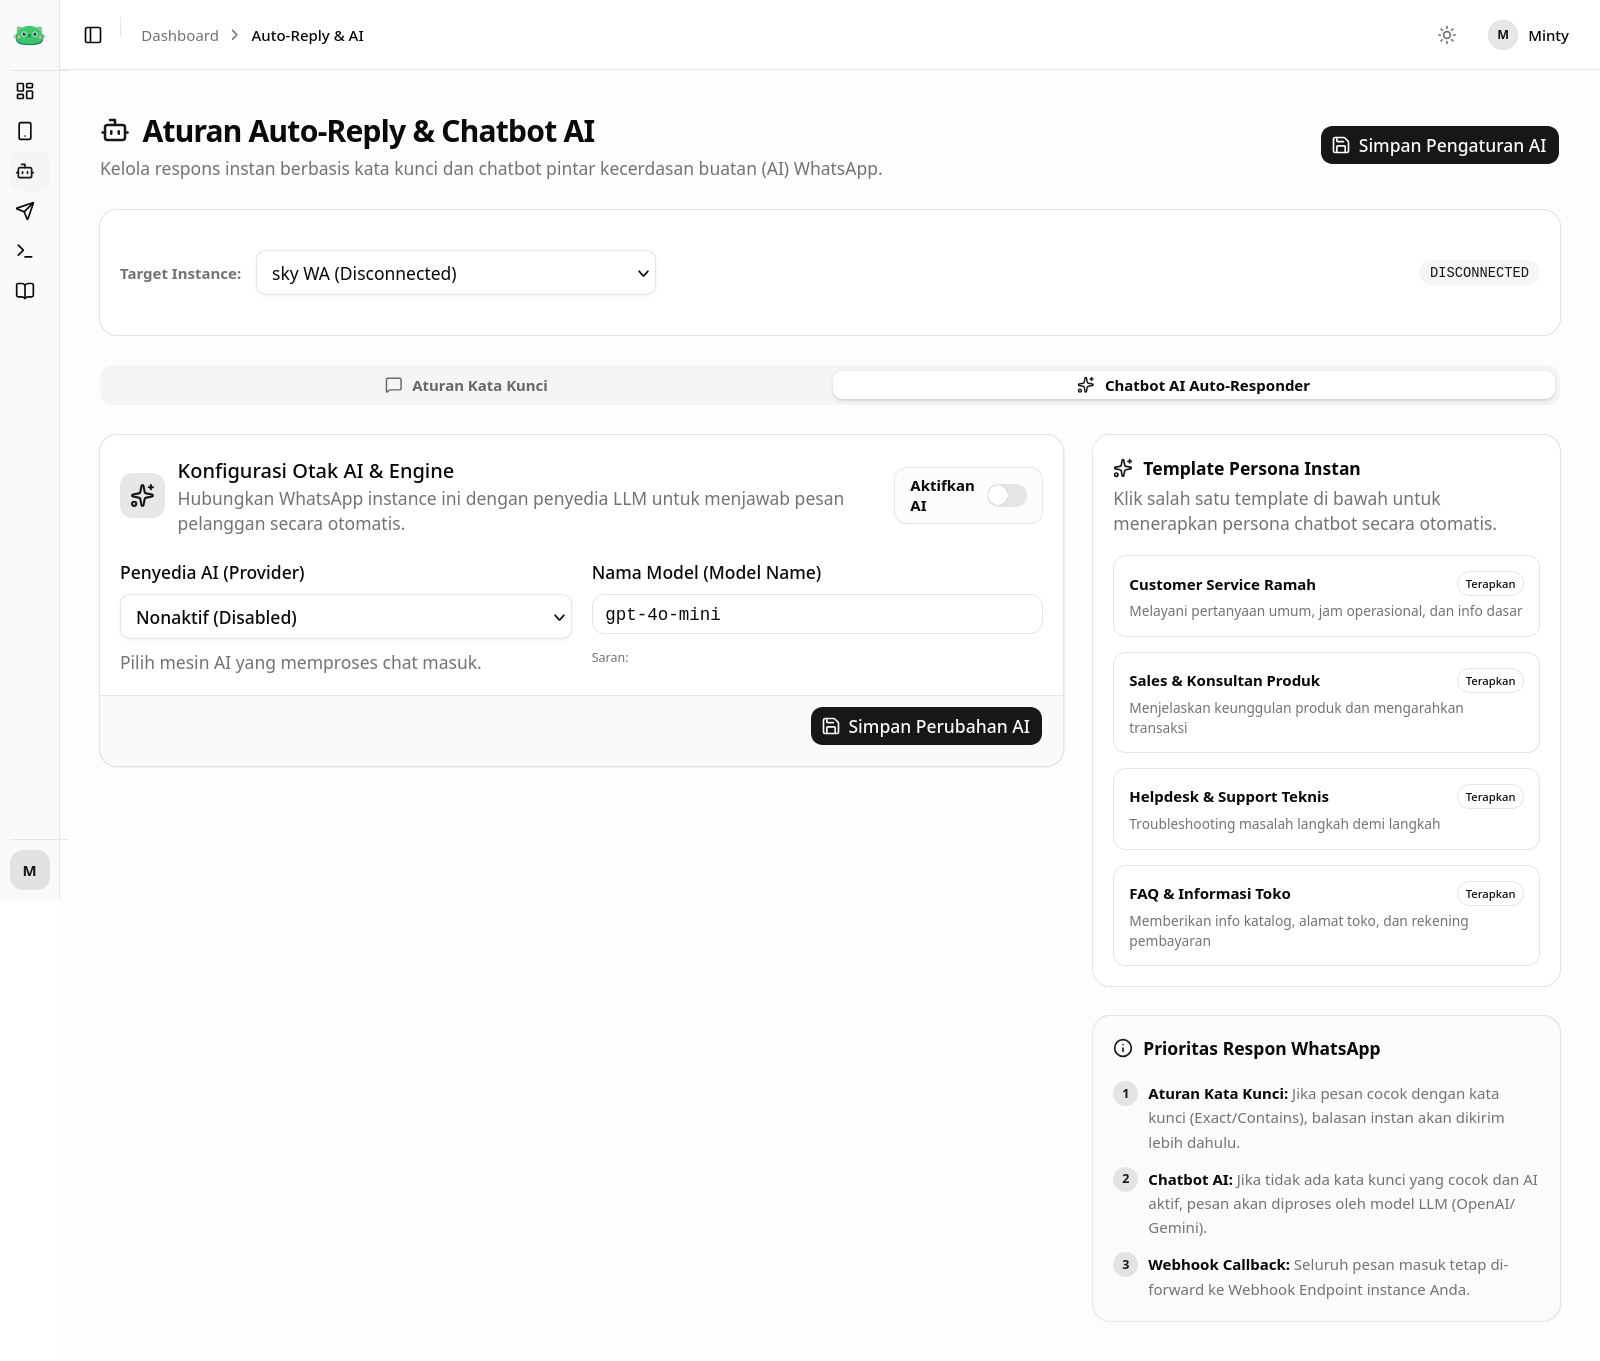 Dashboard > Auto-Reply & AI
M Minty
Aturan Auto-Reply & Chatbot AI
Kelola respons instan berbasis kata kunci dan chatbot pintar kecerdasan buatan (AI) WhatsApp.
Simpan Pengaturan AI
Target Instance:
sky WA (Disconnected)
DISCONNECTED
Aturan Kata Kunci
Chatbot AI Auto-Responder
Konfigurasi Otak AI & Engine
Hubungkan WhatsApp instance ini dengan penyedia LLM untuk menjawab pesan
pelanggan secara otomatis.
Aktifkan
AI
Penyedia AI (Provider)
Nonaktif (Disabled)
Pilih mesin AI yang memproses chat masuk.
Nama Model (Model Name)
gpt-4o-mini
Saran:
Simpan Perubahan AI
Template Persona Instan
Klik salah satu template di bawah untuk
menerapkan persona chatbot secara otomatis.
Customer Service Ramah
Terapkan
Melayani pertanyaan umum, jam operasional, dan info dasar
Sales & Konsultan Produk
Terapkan
Menjelaskan keunggulan produk dan mengarahkan
transaksi
Helpdesk & Support Teknis
Terapkan
Troubleshooting masalah langkah demi langkah
FAQ & Informasi Toko
Terapkan
Memberikan info katalog, alamat toko, dan rekening
pembayaran
Prioritas Respon WhatsApp
1 Aturan Kata Kunci: Jika pesan cocok dengan kata
kunci (Exact/Contains), balasan instan akan dikirim
lebih dahulu.
2 Chatbot AI: Jika tidak ada kata kunci yang cocok dan AI
aktif, pesan akan diproses oleh model LLM (OpenAI/
Gemini).
3 Webhook Callback: Seluruh pesan masuk tetap di-
forward ke Webhook Endpoint instance Anda.
M